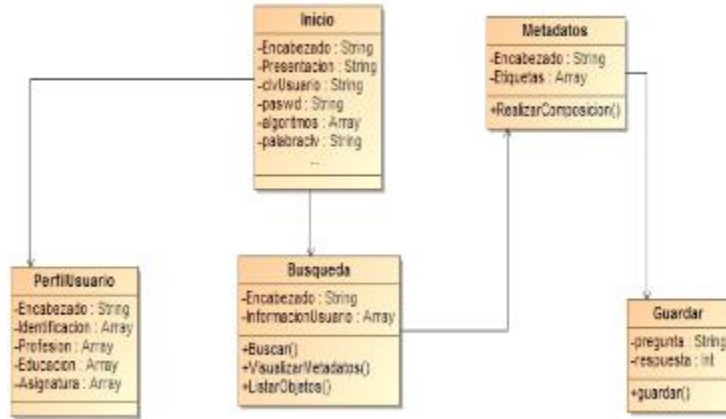 Inicio
-Encabezado : String
-Presentacion : String
-clvUsuario : String
-paswd : String
-algoritmos : Array
-palabraclv : String
...
Metadatos
-Encabezado : String
-Etiquetas : Array
+RealizarComposicion()
PerfilUsuario
-Encabezado : String
-Identificacion : Array
-Profesion : Array
-Educacion : Array
-Asignatura : Array
Busqueda
-Encabezado : String
-InformacionUsuario : Array
+Buscar()
+VisualizarMetadatos()
+ListarObjetos()
Guardar
-pregunta : String
-respuesta : Int
+guardar()